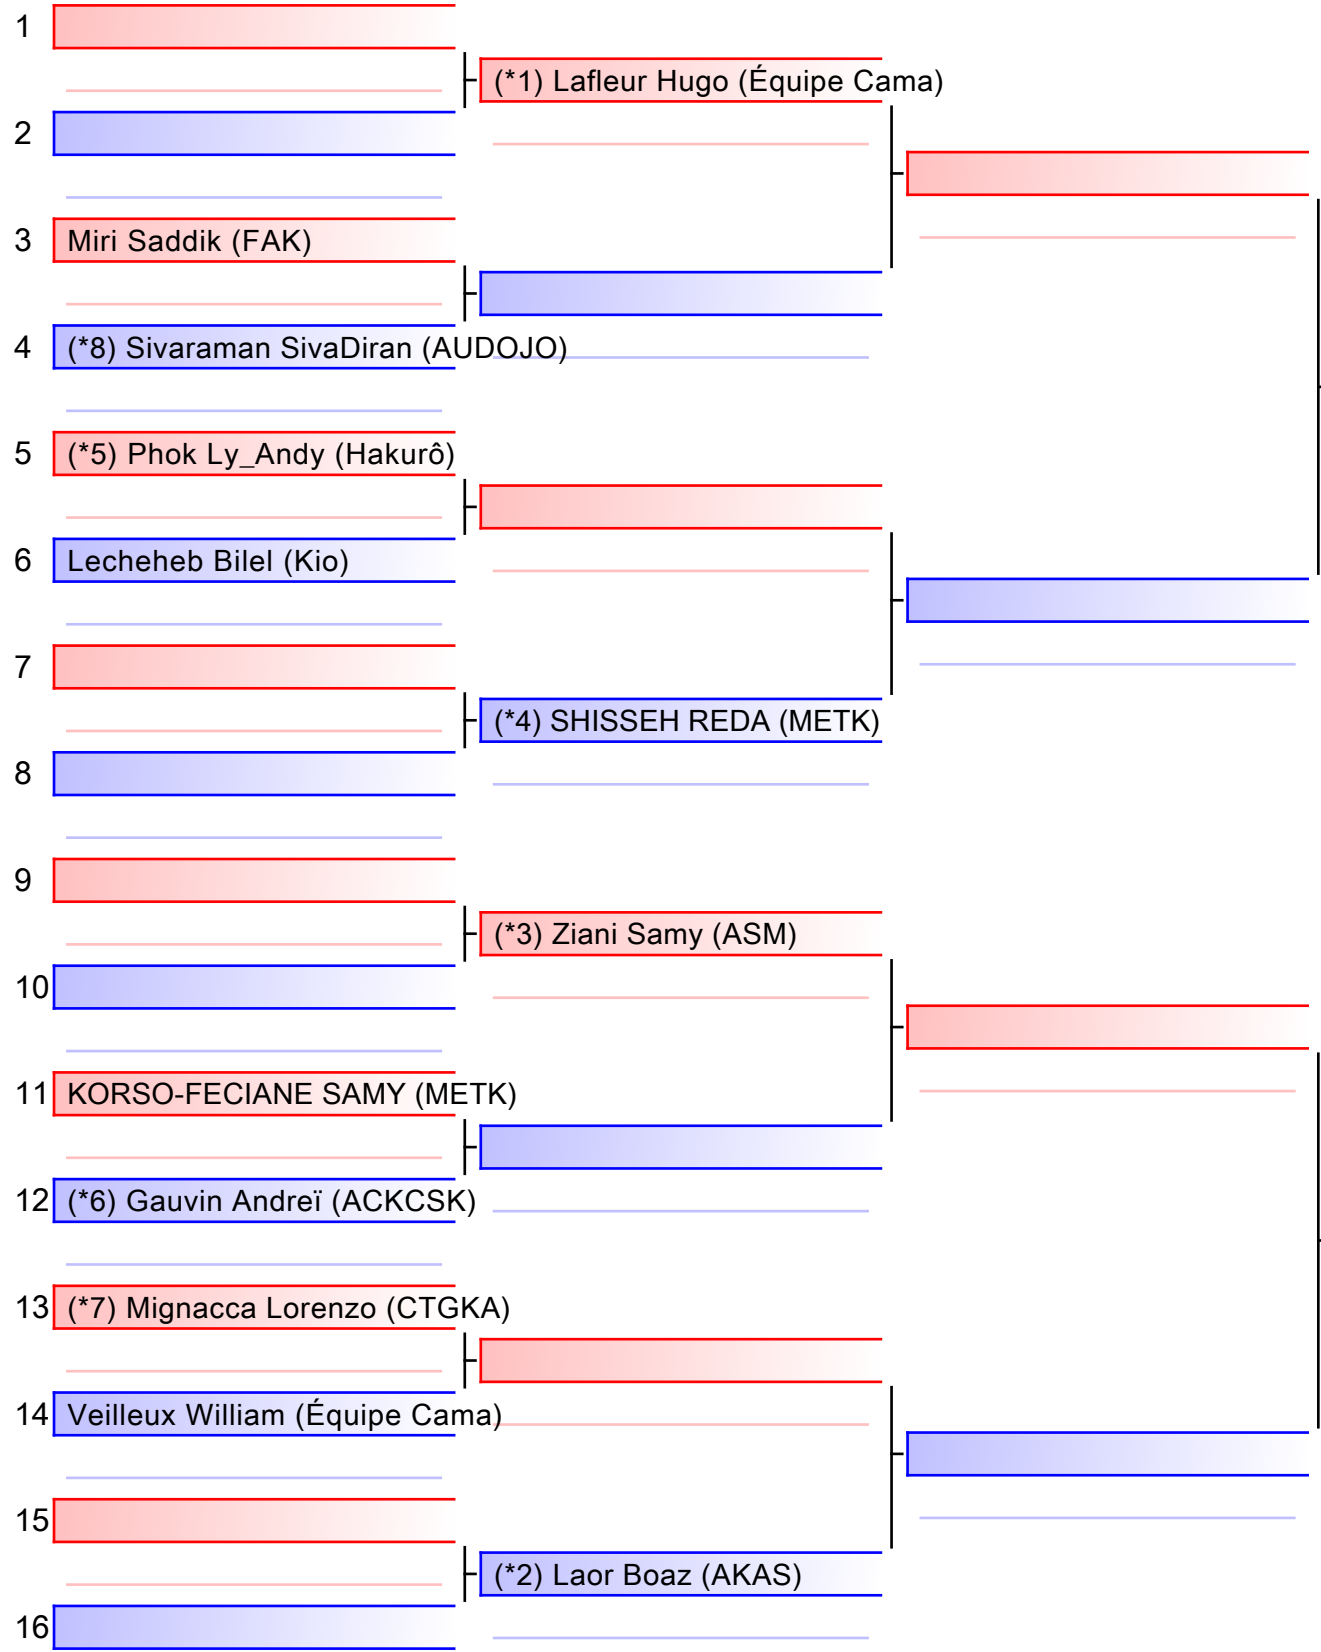 1
(*1) Lafleur Hugo (Équipe Cama)
2
3 Miri Saddik (FAK)
4 (*8) Sivaraman SivaDiran (AUDOJO)
5 (*5) Phok Ly_Andy (Hakurô)
6 Lecheheb Bilel (Kio)
7
(*4) SHISSEH REDA (METK)
8
9
(*3) Ziani Samy (ASM)
10
11 KORSO-FECIANE SAMY (METK)
12 (*6) Gauvin Andreï (ACKCSK)
13 (*7) Mignacca Lorenzo (CTGKA)
14 Veilleux William (Équipe Cama)
15
(*2) Laor Boaz (AKAS)
16